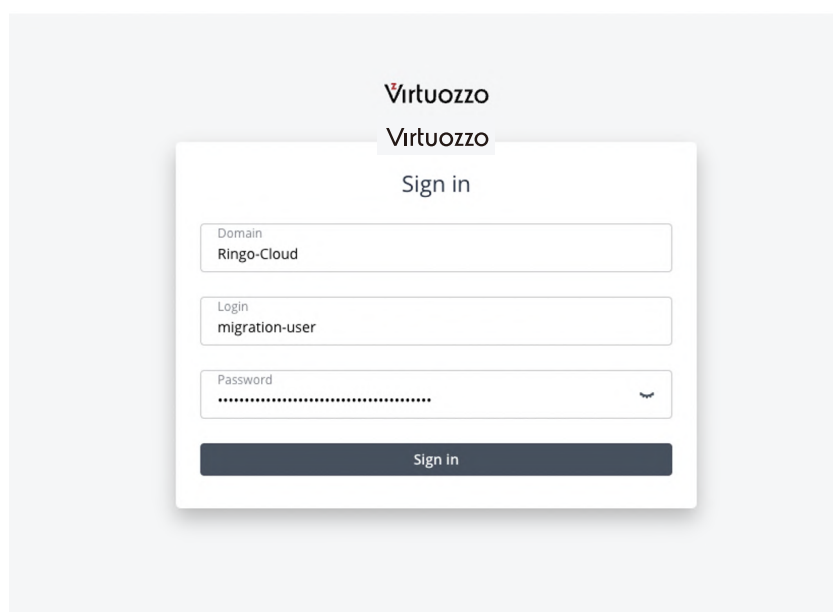 Virtuozzo
Virtuozzo
Sign in
Domain
Ringo-Cloud
Login
migration-user
Password
Sign in